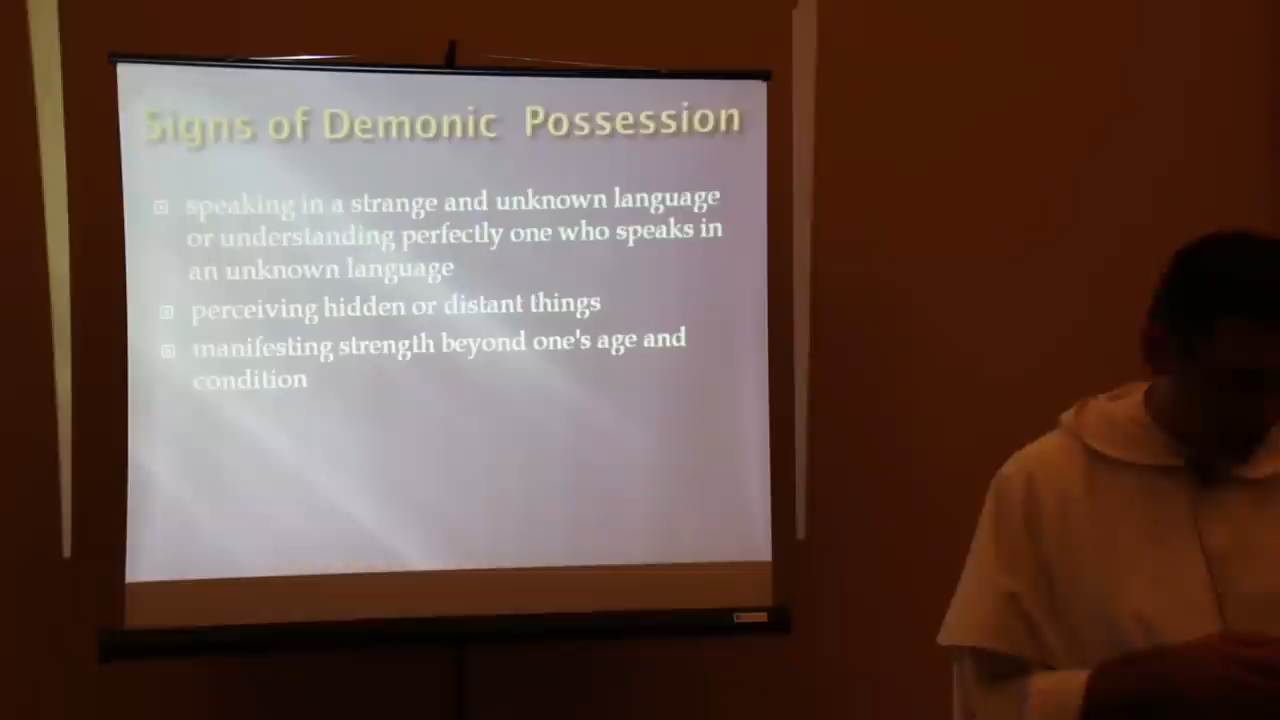 Signs of Demonic Possession
speaking in a strange and unknown language
or understanding perfectly one who speaks in
an unknown language
perceiving hidden or distant things
manifesting strength beyond one's age and
condition